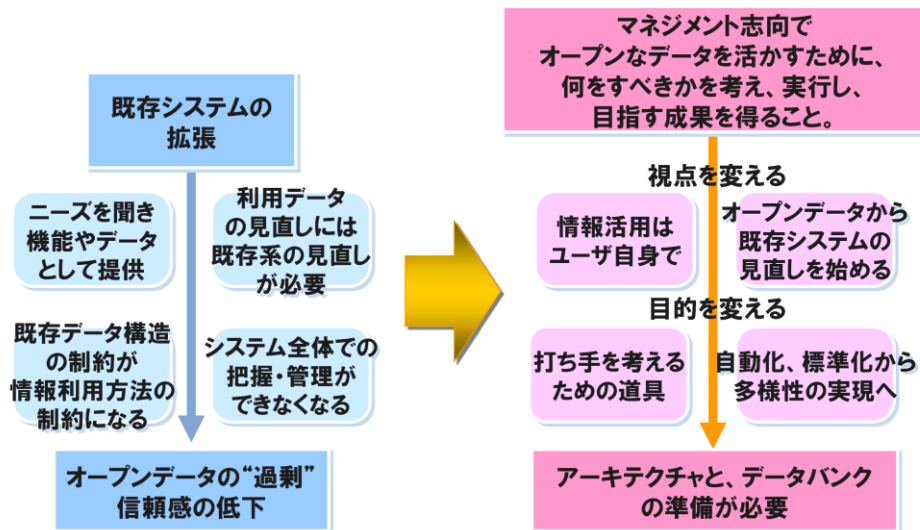 既存システムの
拡張
ニーズを聞き
機能やデータ
として提供
利用データ
の見直しには
既存系の見直し
が必要
既存データ構造
の制約が
情報利用方法の
制約になる
システム全体での
把握・管理が
できなくなる
オープンデータの“過剰”
信頼感の低下
マネジメント志向で
オープンなデータを活かすために、
何をすべきかを考え、実行し、
目指す成果を得ること。
視点を変える
情報活用は
ユーザ自身で
オープンデータから
既存システムの
見直しを始める
目的を変える
打ち手を考える
ための道具
自動化、標準化から
多様性の実現へ
アーキテクチャと、データバンク
の準備が必要